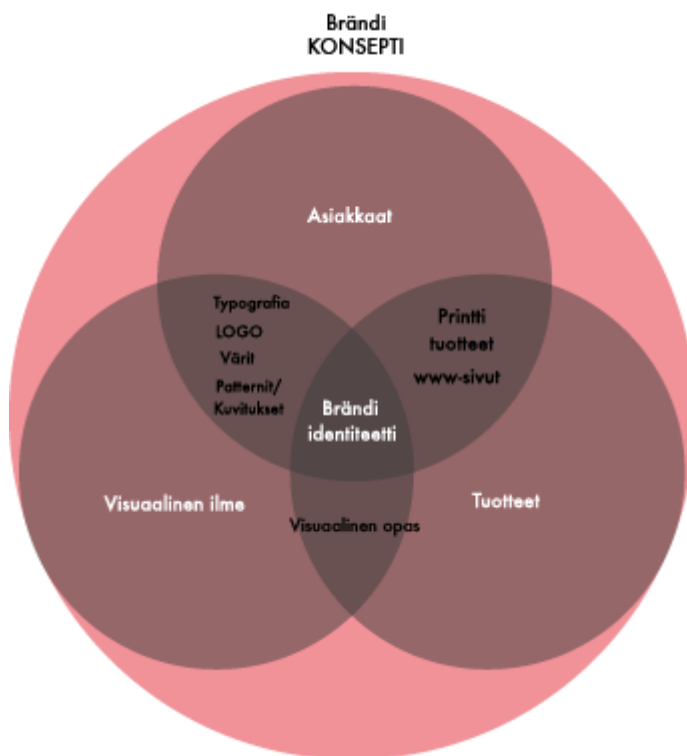 Brändi
KONSEPTI
Asiakkaat
Typografia
LOGO
Värit
Patternit/
Kuvitukset
Printti
tuotteet
www-sivut
Brändi
identiteetti
Visuaalinen ilme
Tuotteet
Visuaalinen opas